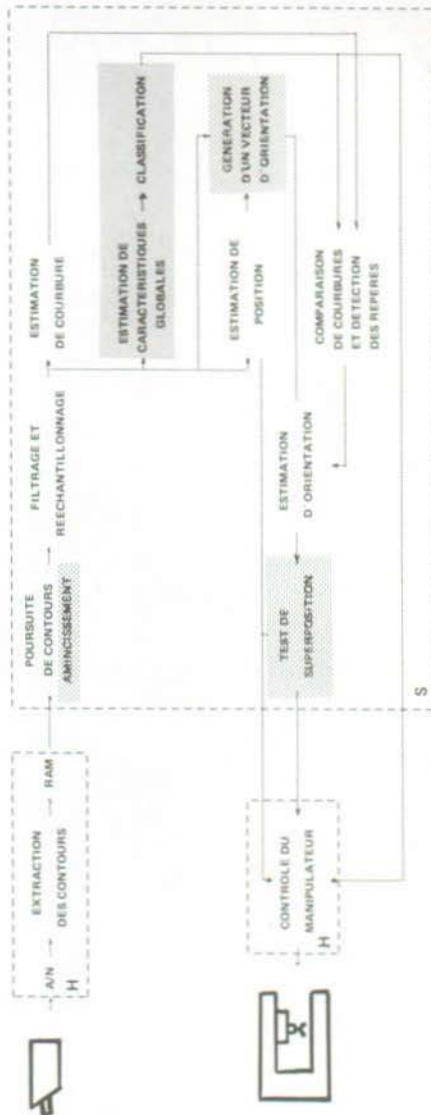 A/N
EXTRACTION
DES CONTOURS
RAM
H
POURSUITE
DE CONTOURS
AMINCISSEMENT
FILTRAGE ET
REECHANTILLONNAGE
ESTIMATION
DE COURBURE
ESTIMATION DE
CARACTERISTIQUES
GLOBALES
CLASSIFICATION
ESTIMATION DE
POSITION
GENERATION
D'UN VECTEUR
D'ORIENTATION
CONTROLE DU
MANIPULATEUR
H
TEST DE
SUPERPOSITION
ESTIMATION
D'ORIENTATION
COMPARAISON
DE COURBURES
ET DETECTION
DES REPERES
S